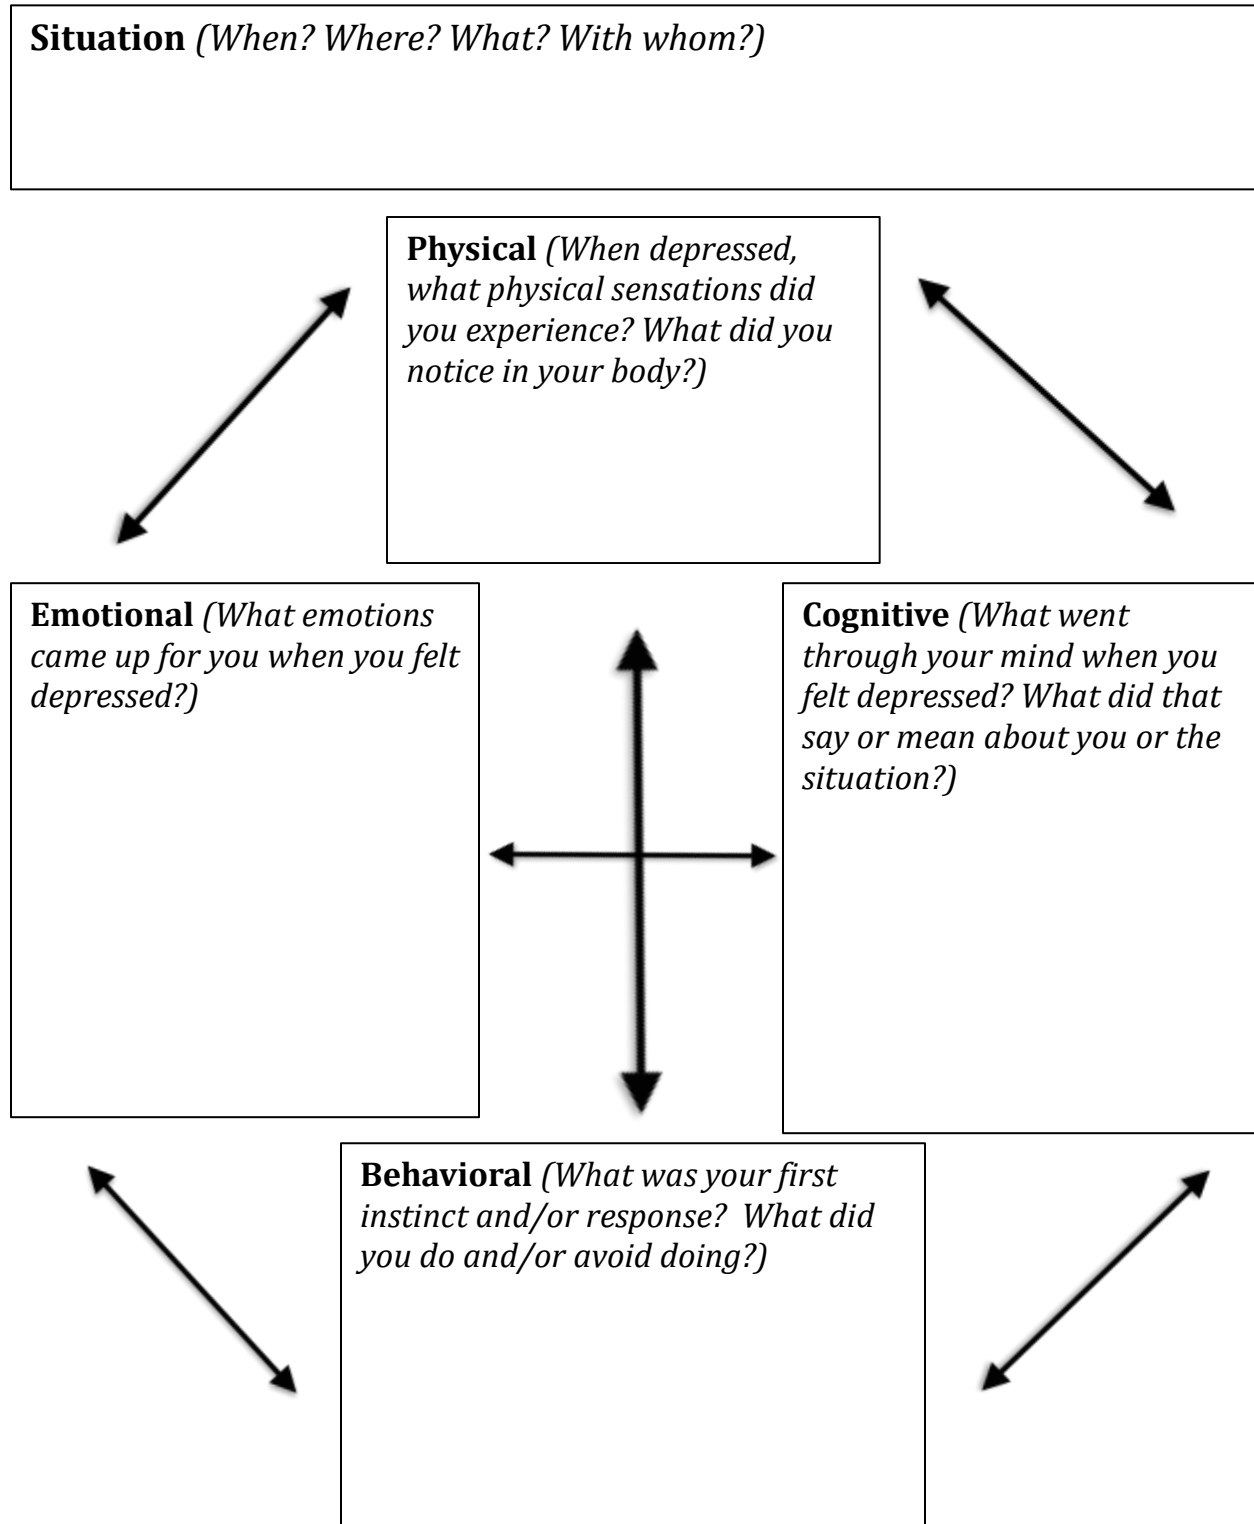 Situation (When? Where? What? With whom?)
Physical (When depressed,
what physical sensations did
you experience? What did you
notice in your body?)
Emotional (What emotions
came up for you when you felt
depressed?)
Cognitive (What went
through your mind when you
felt depressed? What did that
say or mean about you or the
situation?)
Behavioral (What was your first
instinct and/or response?  What did
you do and/or avoid doing?)